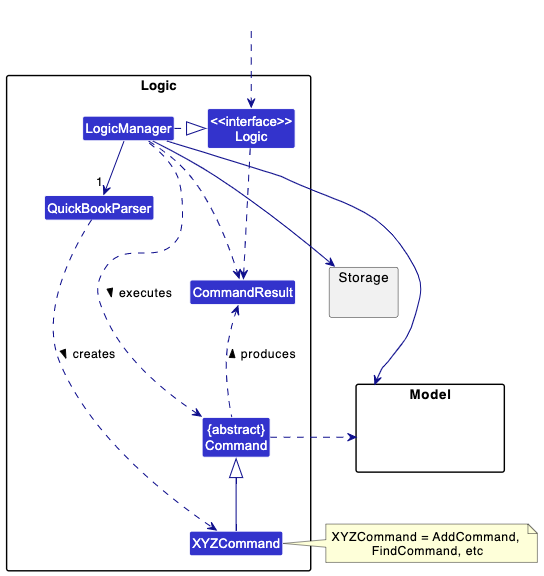 Logic
LogicManager
<<interface>>
Logic
1
QuickBookParser
Storage
executes
CommandResult
creates
produces
Model
{abstract}
Command
XYZCommand
XYZCommand = AddCommand,
FindCommand, etc